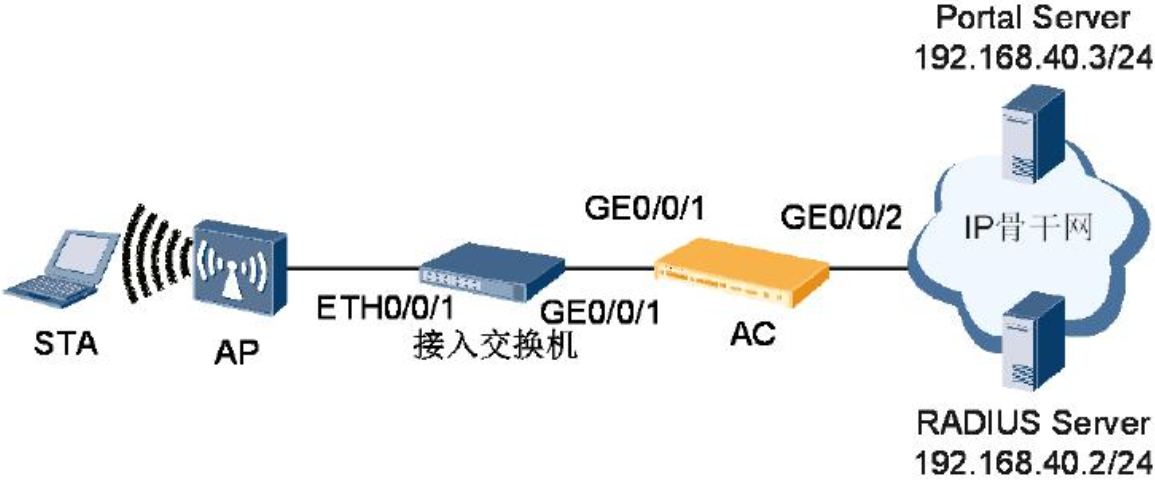 Portal Server
192.168.40.3/24
GE0/0/1
GE0/0/2
IP骨干网
ETH0/0/1
GE0/0/1
STA
AP
接入交换机
AC
RADIUS Server
192.168.40.2/24